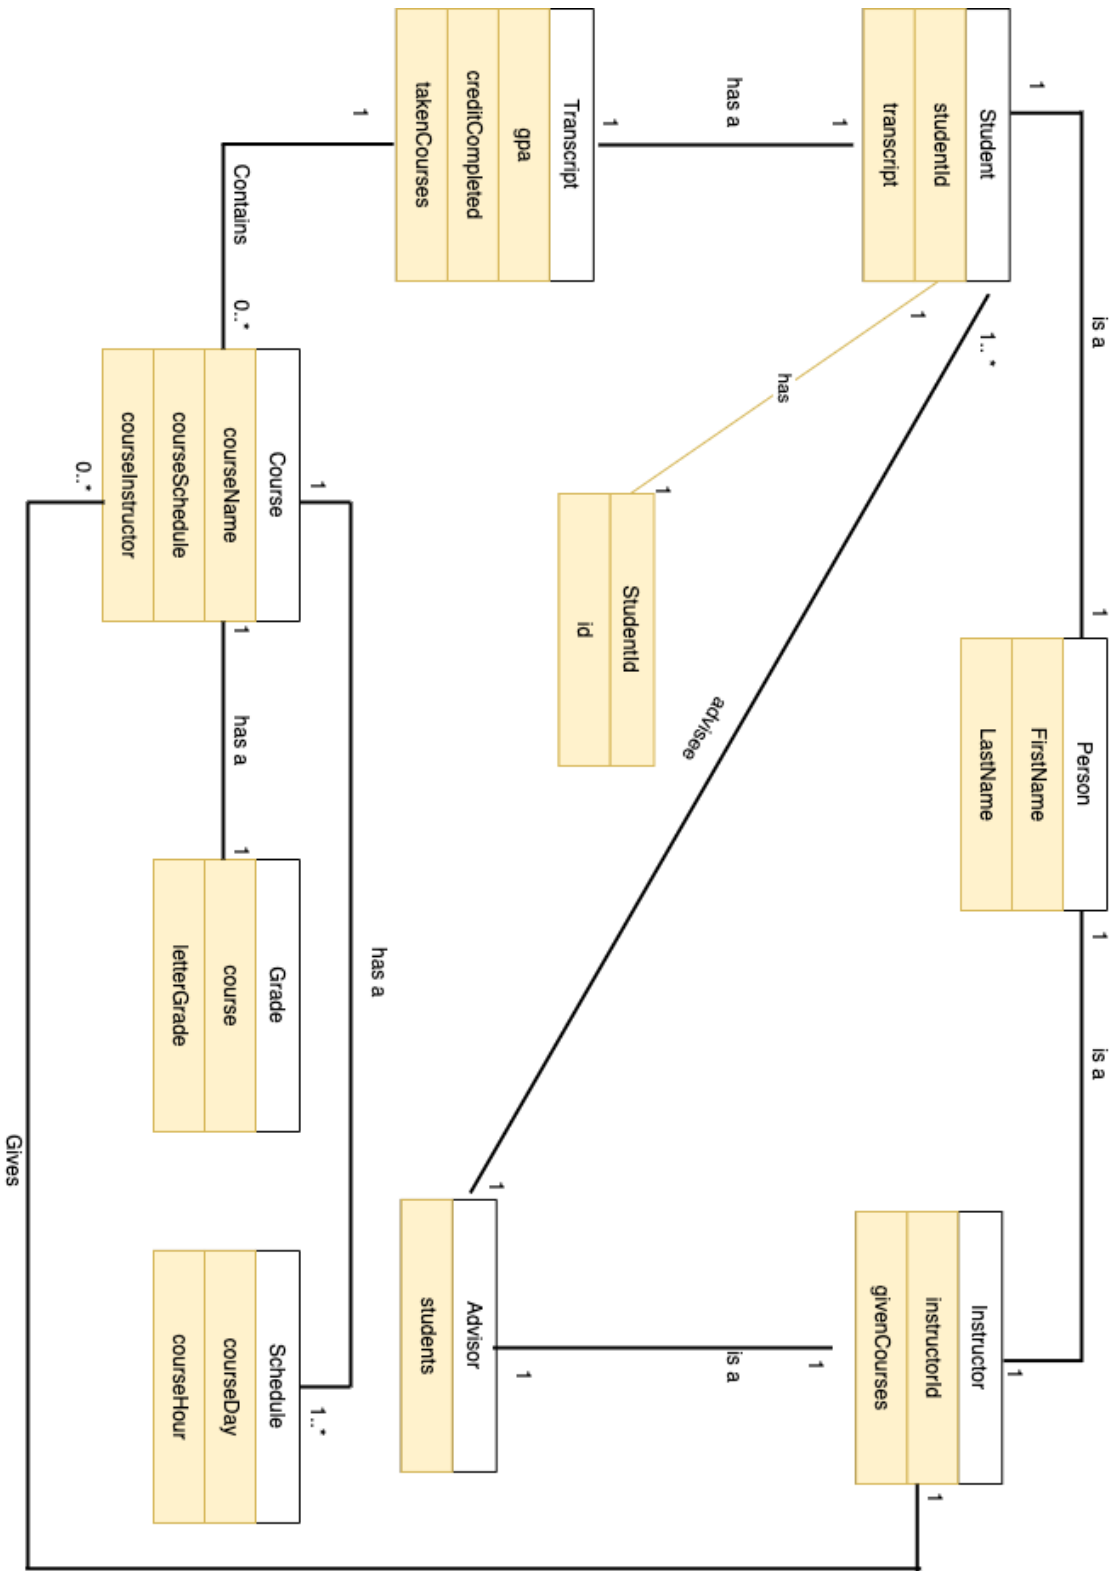 is a
is a
1
1
1
1
Person
FirstName
LastName
Student
studentId
transcript
Instructor
instructorId
givenCourses
1
1.. *
1
1
has
1
has a
advisee
is a
1
1
StudentId
id
1
1
1
Transcript
gpa
creditCompleted
takenCourses
Advisor
students
1
has a
1
1..*
Contains
0..*
Course
courseName
courseSchedule
courseInstructor
1
has a
1
Grade
course
letterGrade
Schedule
courseDay
courseHour
0..*
Gives